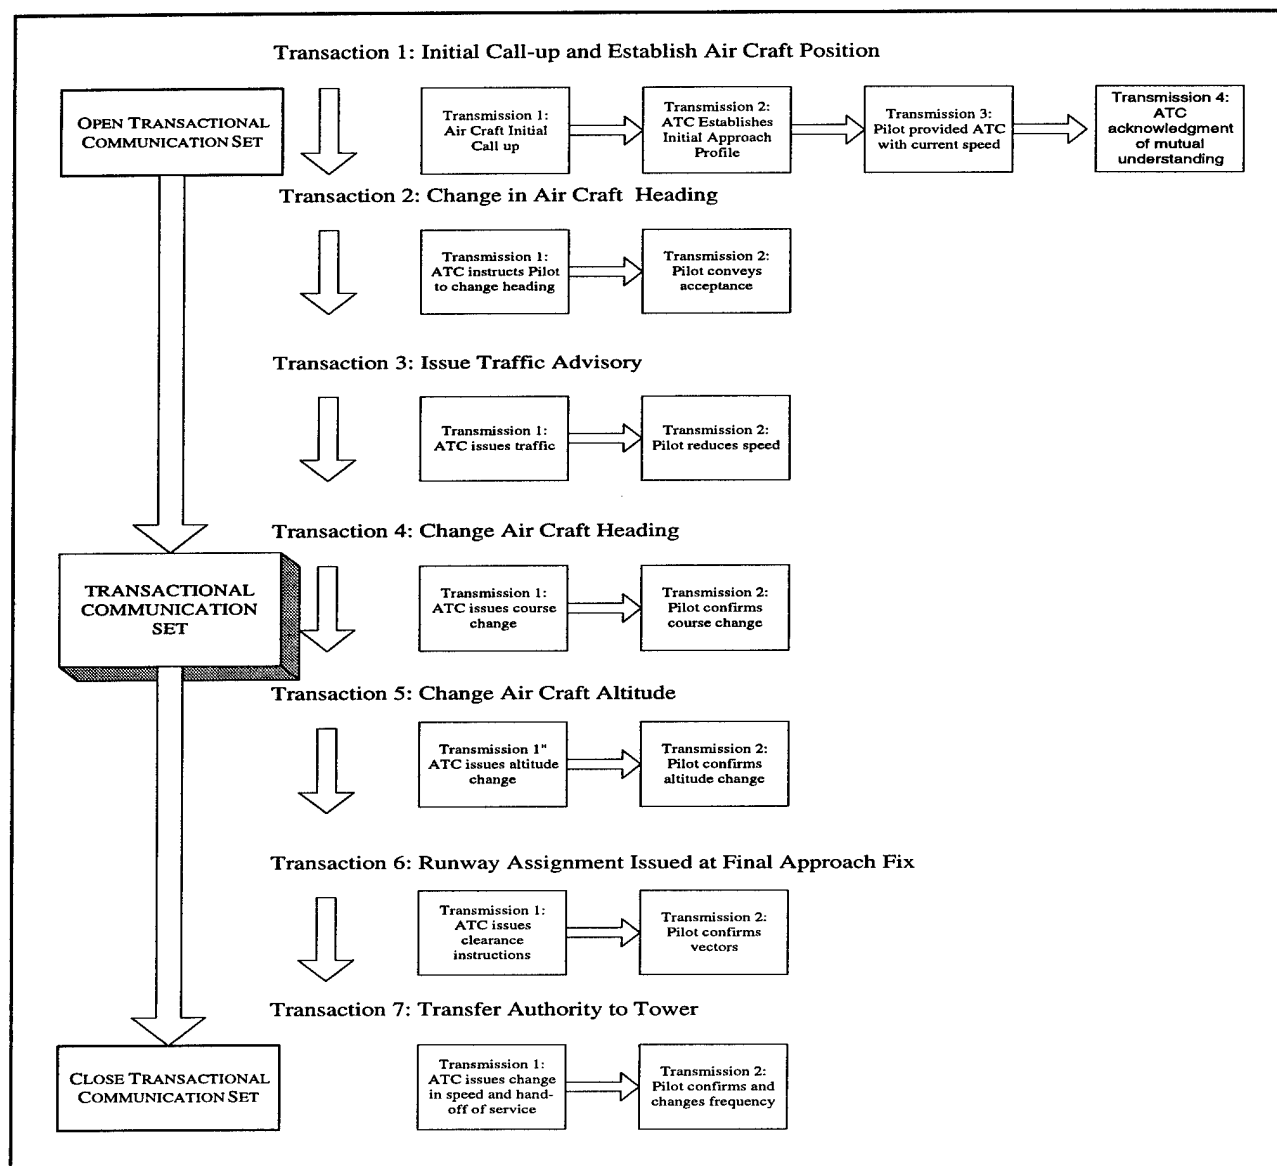 Transaction 1: Initial Call-up and Establish Air Craft Position
OPEN TRANSACTIONAL
COMMUNICATION SET
Transmission 1:
Air Craft Initial
Call up
Transmission 2:
ATC Establishes
Initial Approach
Profile
Transmission 3:
Pilot provided ATC
with current speed
Transmission 4:
ATC
acknowledgment
of mutual
understanding
Transaction 2: Change in Air Craft Heading
Transmission 1:
ATC instructs Pilot
to change heading
Transmission 2:
Pilot conveys
acceptance
Transaction 3: Issue Traffic Advisory
Transmission 1:
ATC issues traffic
Transmission 2:
Pilot reduces speed
Transaction 4: Change Air Craft Heading
TRANSACTIONAL
COMMUNICATION
SET
Transmission 1:
ATC issues course
change
Transmission 2:
Pilot confirms
course change
Transaction 5: Change Air Craft Altitude
Transmission 1"
ATC issues altitude
change
Transmission 2:
Pilot confirms
altitude change
Transaction 6: Runway Assignment Issued at Final Approach Fix
Transmission 1:
ATC issues
clearance
instructions
Transmission 2:
Pilot confirms
vectors
Transaction 7: Transfer Authority to Tower
CLOSE TRANSACTIONAL
COMMUNICATION SET
Transmission 1:
ATC issues change
in speed and hand-
off of service
Transmission 2:
Pilot confirms and
changes frequency